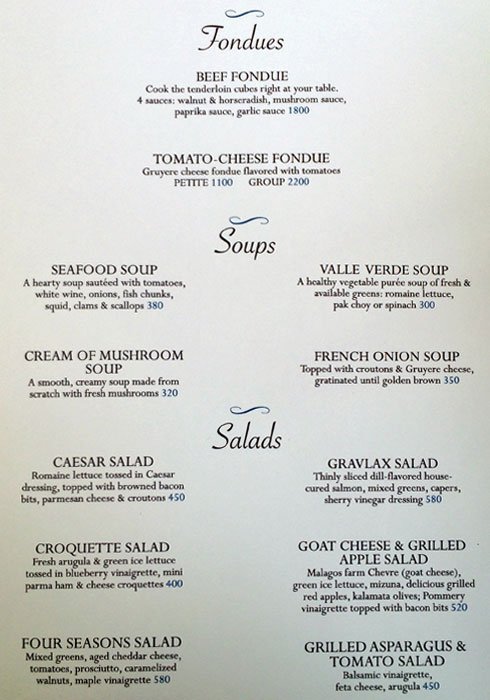 Fondues
BEEF FONDUE
Cook the tenderloin cubes right at your table.
4 sauces: walnut & horseradish, mushroom sauce,
paprika sauce, garlic sauce 1800
TOMATO-CHEESE FONDUE
Gruyere cheese fondue flavored with tomatoes
PETITE 1100 GROUP 2200
Soups
SEAFOOD SOUP
A hearty soup sautéed with tomatoes,
white wine, onions, fish chunks,
squid, clams & scallops 380
VALLE VERDE SOUP
A healthy vegetable purée soup of fresh &
available greens: romaine lettuce,
pak choy or spinach 300
CREAM OF MUSHROOM
SOUP
A smooth, creamy soup made from
scratch with fresh mushrooms 320
FRENCH ONION SOUP
Topped with croutons & Gruyere cheese,
gratinated until golden brown 350
Salads
CAESAR SALAD
Romaine lettuce tossed in Caesar
dressing, topped with browned bacon
bits, parmesan cheese & croutons 450
GRAVLAX SALAD
Thinly sliced dill-flavored house-
cured salmon, mixed greens, capers,
sherry vinegar dressing 580
CROQUETTE SALAD
Fresh arugula & green ice lettuce
tossed in blueberry vinaigrette, mini
parma ham & cheese croquettes 400
GOAT CHEESE & GRILLED
APPLE SALAD
Malagos farm Chevre (goat cheese),
green ice lettuce, mizuna, delicious grilled
red apples, kalamata olives; Pommery
vinaigrette topped with bacon bits 520
FOUR SEASONS SALAD
Mixed greens, aged cheddar cheese,
tomatoes, prosciutto, caramelized
walnuts, maple vinaigrette 580
GRILLED ASPARAGUS &
TOMATO SALAD
Balsamic vinaigrette,
feta cheese, arugula 450